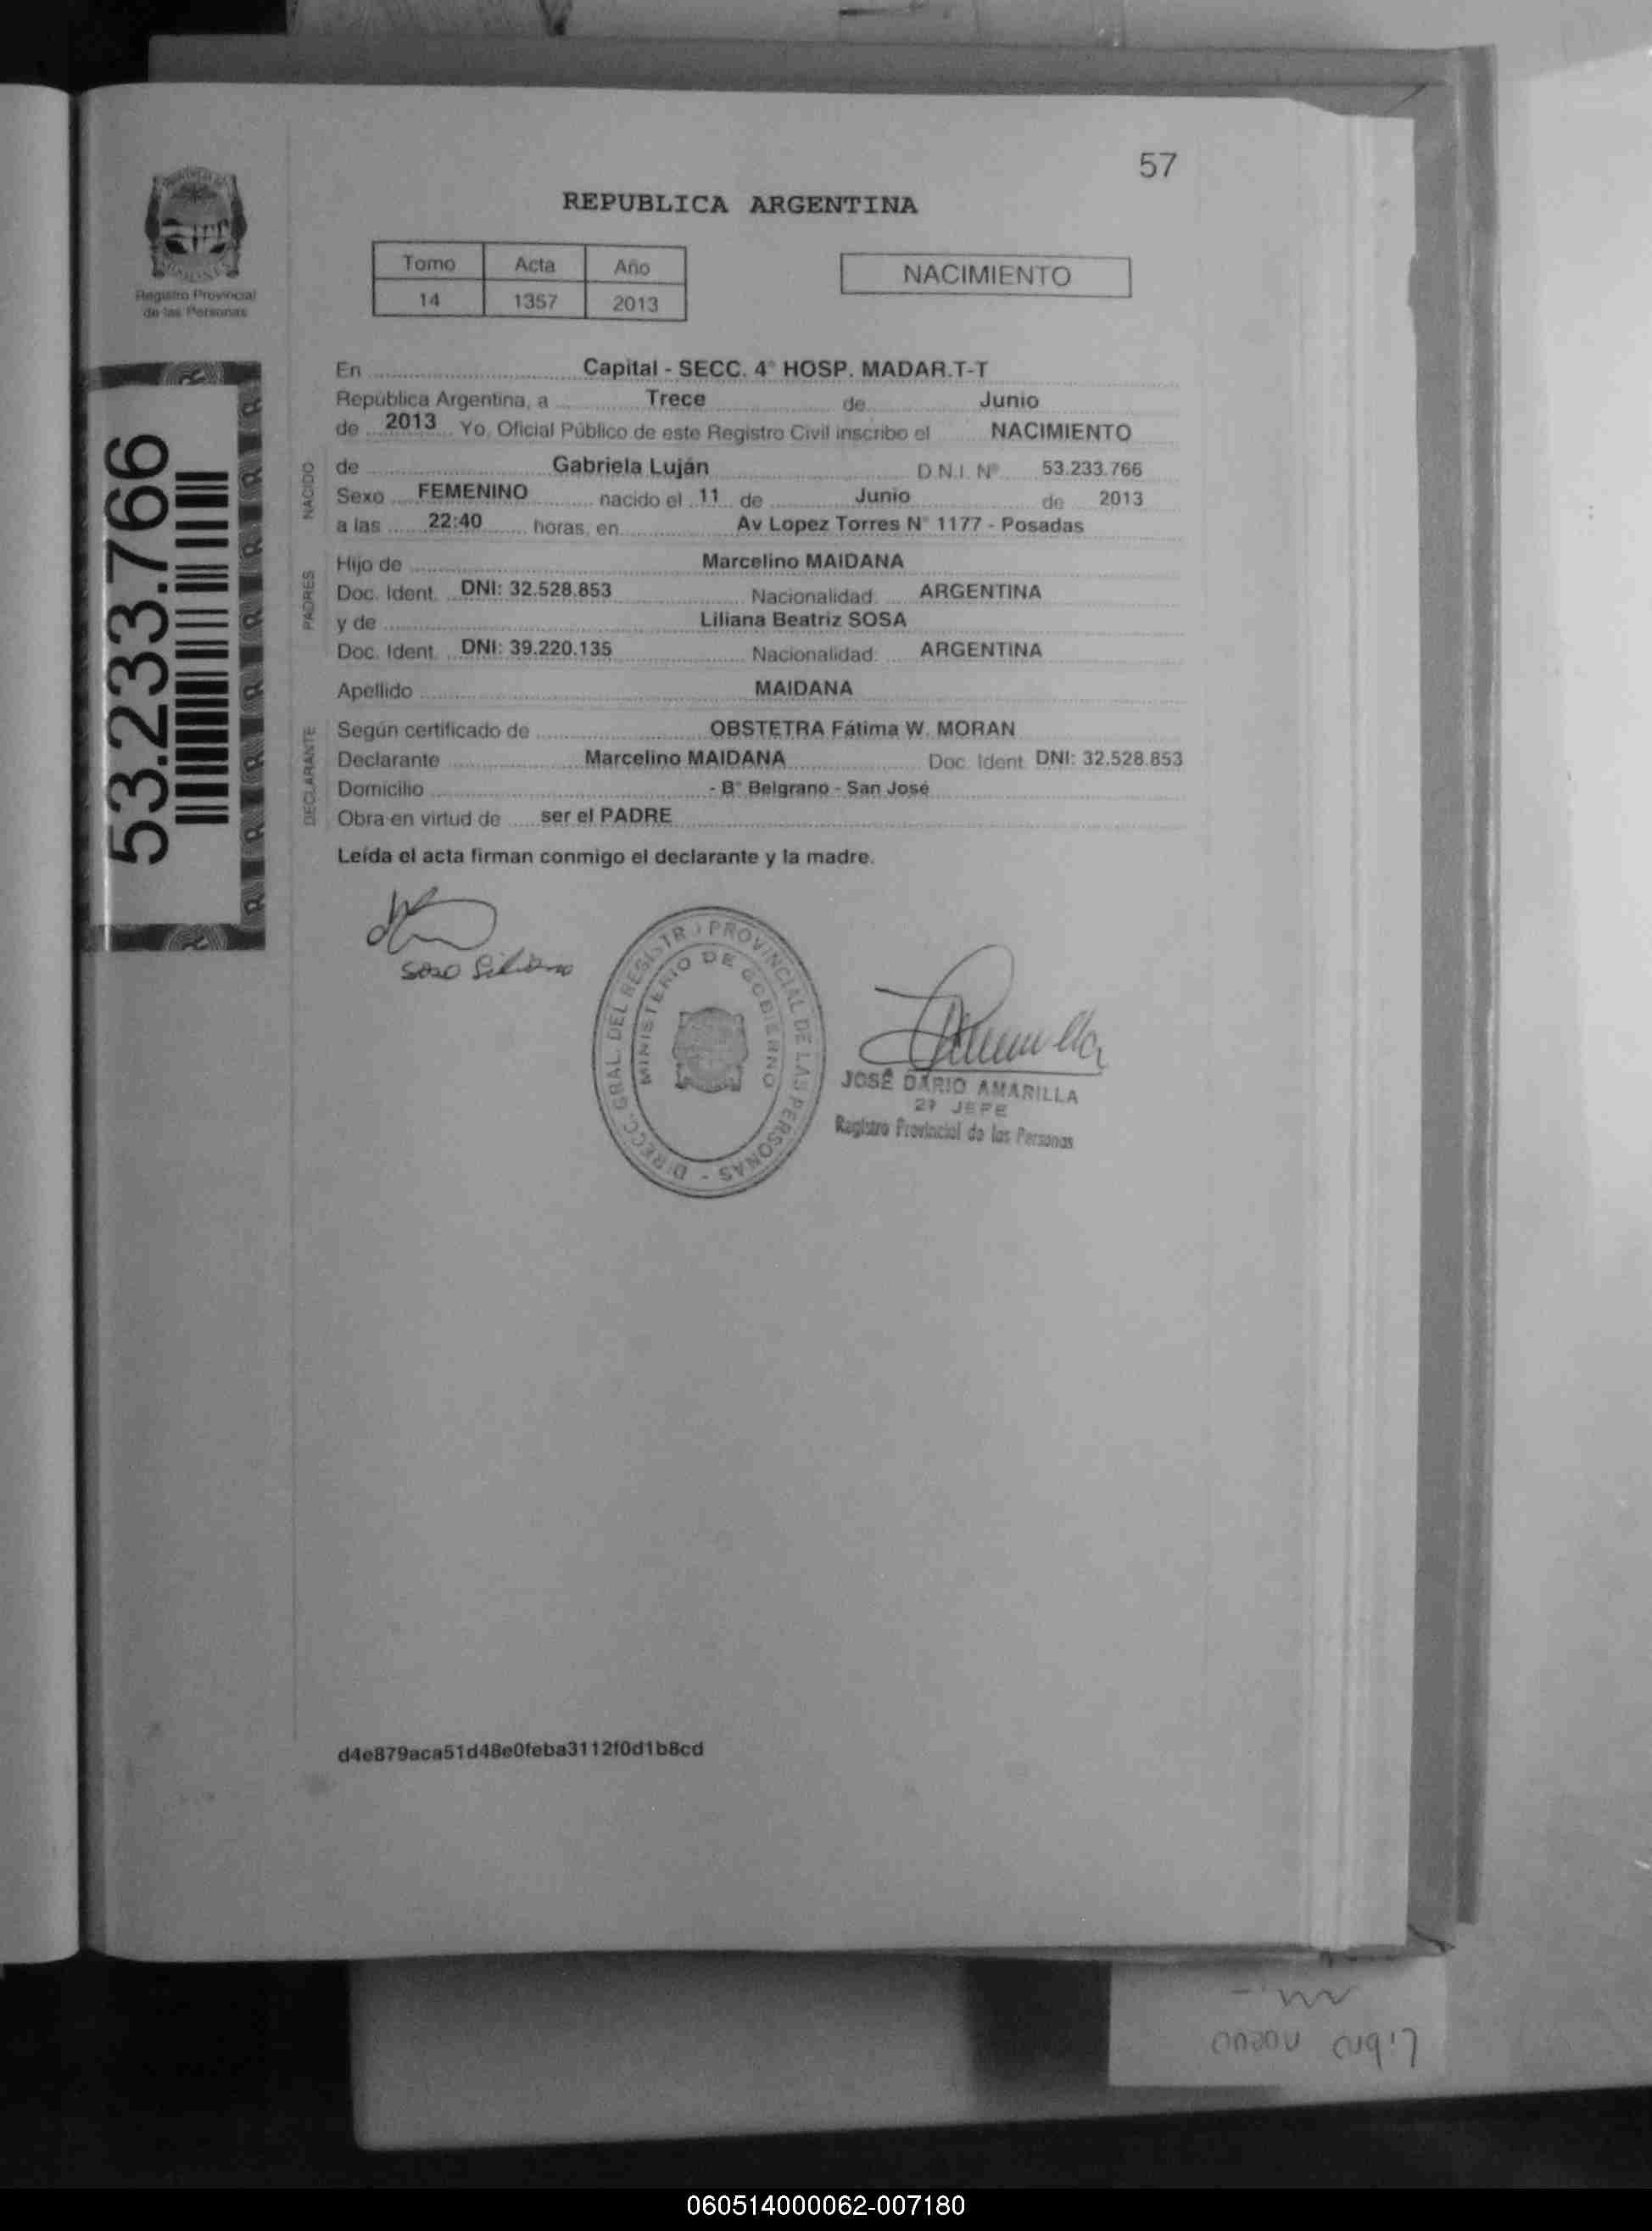 57
REPUBLICA ARGENTINA
Registro Provincial
de las Personas
Tomo Acta Año
14 1357 2013
NACIMIENTO
53.233.766
En Capital - SECC. 4° HOSP. MADAR.T-T
República Argentina, a Trece de Junio
de 2013 Yo, Oficial Público de este Registro Civil inscribo el NACIMIENTO
NACIDO
de Gabriela Luján D.N.I. Nº 53.233.766
Sexo FEMENINO nacido el 11 de Junio de 2013
a las 22:40 horas, en Av Lopez Torres N° 1177 - Posadas
PADRES
Hijo de Marcelino MAIDANA
Doc. Ident. DNI: 32.528.853 Nacionalidad ARGENTINA
y de Liliana Beatriz SOSA
Doc. Ident. DNI: 39.220.135 Nacionalidad ARGENTINA
Apellido MAIDANA
DECLARANTE
Según certificado de OBSTETRA Fátima W. MORAN
Declarante Marcelino MAIDANA Doc. Ident. DNI: 32.528.853
Domicilio - B° Belgrano - San José
Obra en virtud de ser el PADRE
Leída el acta firman conmigo el declarante y la madre.
DIRECC. GRAL. DEL REGISTRO PROVINCIAL DE LAS PERSONAS -
MINISTERIO DE GOBIERNO
JOSÉ DARIO AMARILLA
JEFE
Registro Provincial de las Personas
d4e879aca51d48e0feba3112f0d1b8cd
060514000062-007180